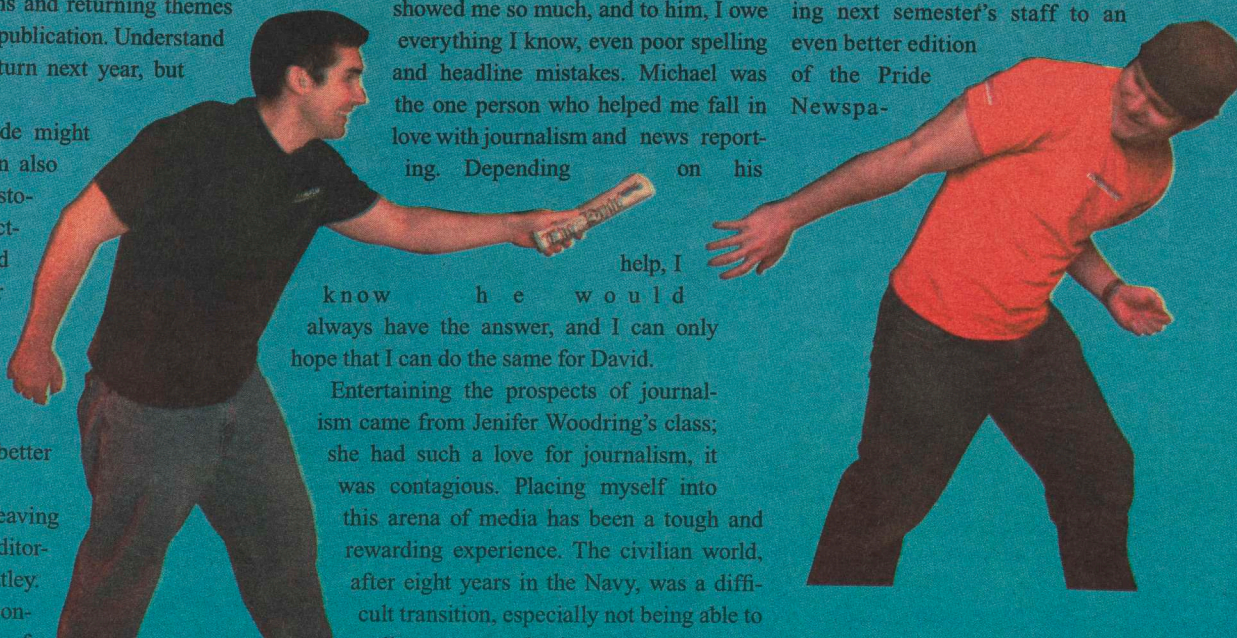 ns and returning themes
publication. Understand
turn next year, but
de might
n also
sto-
ct-
d
better
eaving
ditor-
tley.
on-
showed me so much, and to him, I owe
everything I know, even poor spelling
and headline mistakes. Michael was
the one person who helped me fall in
love with journalism and news report-
ing. Depending on his
help, I
know he would
always have the answer, and I can only
hope that I can do the same for David.
Entertaining the prospects of journal-
ism came from Jenifer Woodring's class;
she had such a love for journalism, it
was contagious. Placing myself into
this arena of media has been a tough and
rewarding experience. The civilian world,
after eight years in the Navy, was a diffi-
cult transition, especially not being able to
ing next semester's staff to an
even better edition
of the Pride
Newspa-
The Pride